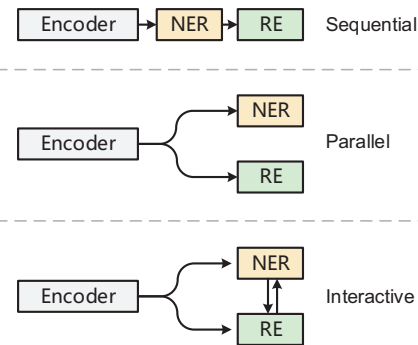 Encoder NER RE Sequential
NER
Encoder Parallel
RE
NER
Encoder Interactive
RE